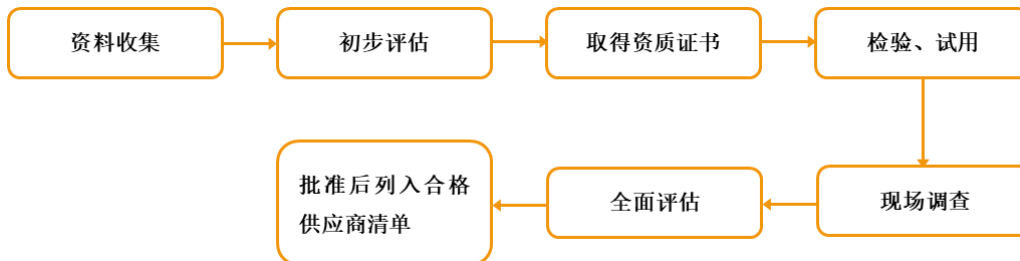 资料收集
初步评估
取得资质证书
检验、试用
现场调查
全面评估
批准后列入合格
供应商清单